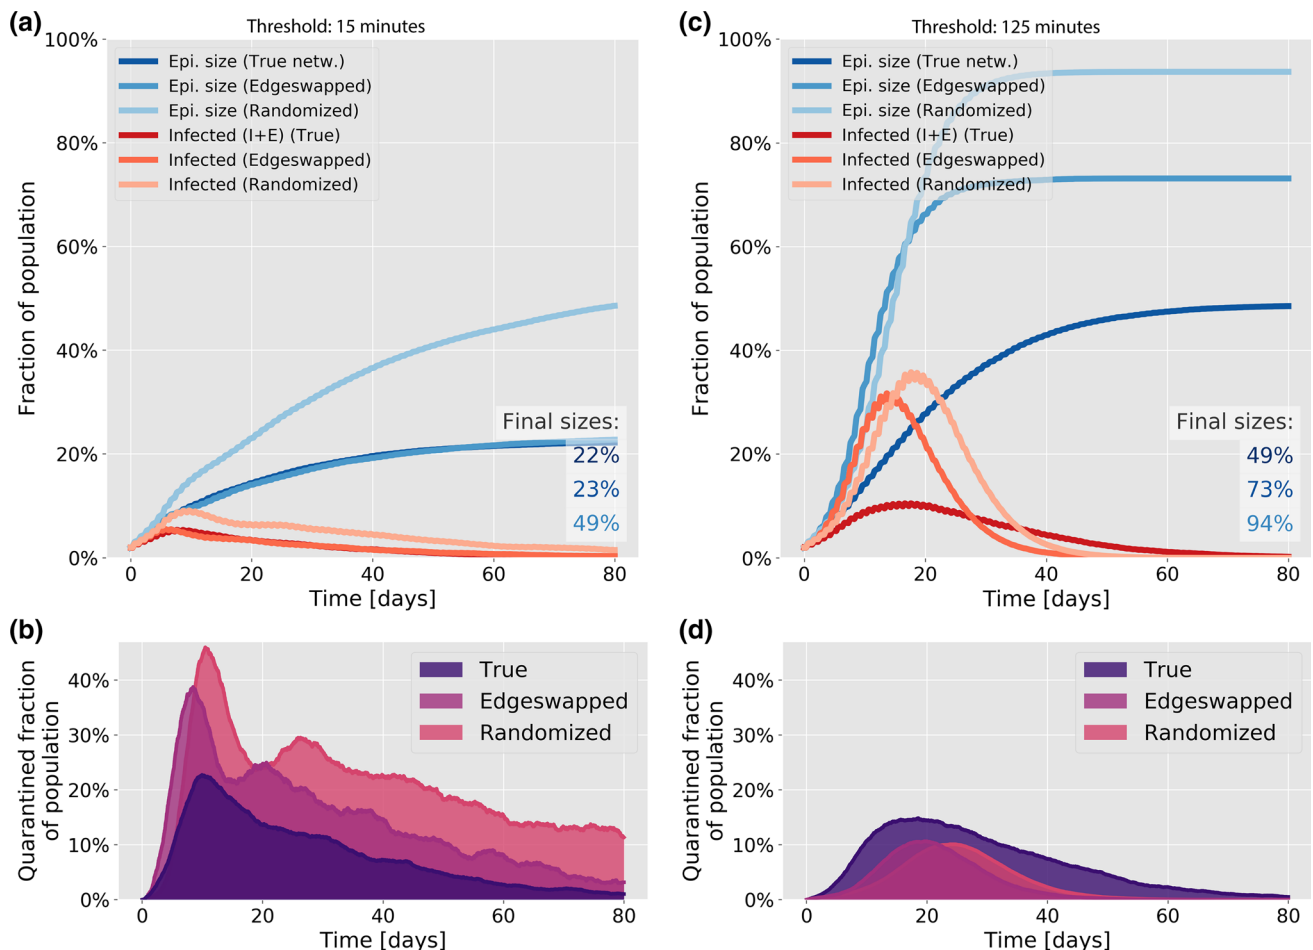 (a)
Threshold: 15 minutes
100%
80%
60%
40%
20%
0%
Fraction of population
Epi. size (True netw.)
Epi. size (Edgeswapped)
Epi. size (Randomized)
Infected (I+E) (True)
Infected (Edgeswapped)
Infected (Randomized)
Final sizes:
22%
23%
49%
0 20 40 60 80
Time [days]
(c)
Threshold: 125 minutes
100%
80%
60%
40%
20%
0%
Fraction of population
Epi. size (True netw.)
Epi. size (Edgeswapped)
Epi. size (Randomized)
Infected (I+E) (True)
Infected (Edgeswapped)
Infected (Randomized)
Final sizes:
49%
73%
94%
0 20 40 60 80
Time [days]
(b)
Quarantined fraction
of population
40%
30%
20%
10%
0%
True
Edgeswapped
Randomized
0 20 40 60 80
Time [days]
(d)
Quarantined fraction
of population
40%
30%
20%
10%
0%
True
Edgeswapped
Randomized
0 20 40 60 80
Time [days]